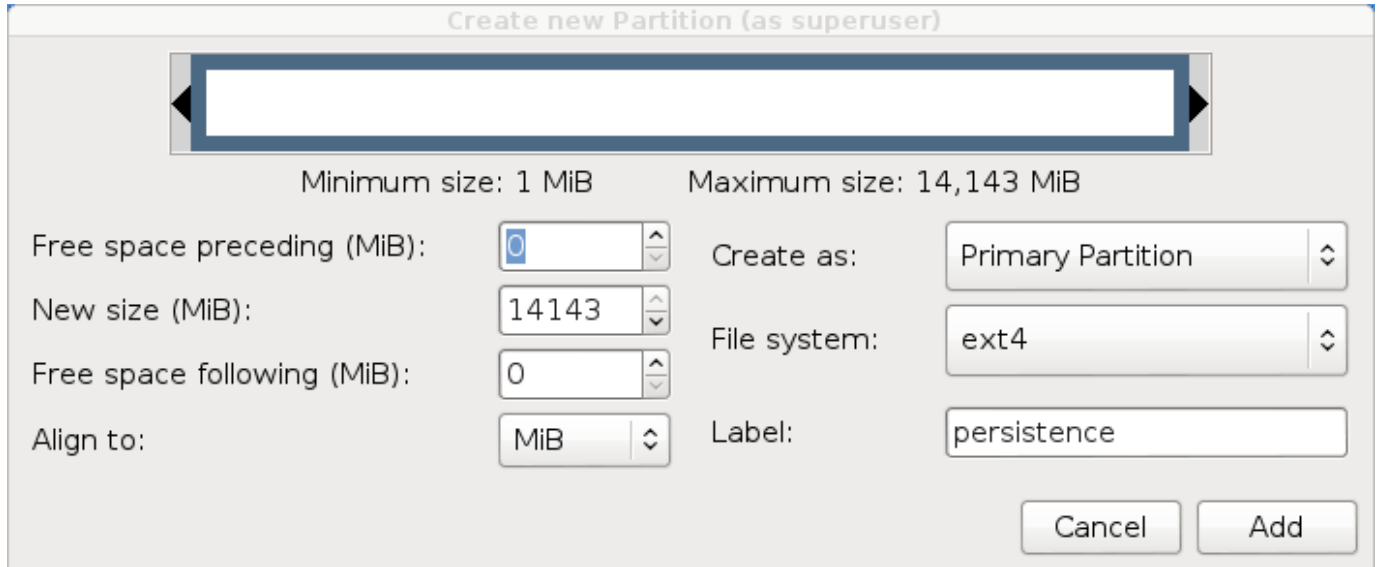 Create new Partition (as superuser)
Minimum size: 1 MiB Maximum size: 14,143 MiB
Free space preceding (MiB): 0
New size (MiB): 14143
Free space following (MiB): 0
Align to: MiB
Create as: Primary Partition
File system: ext4
Label: persistence
Cancel Add